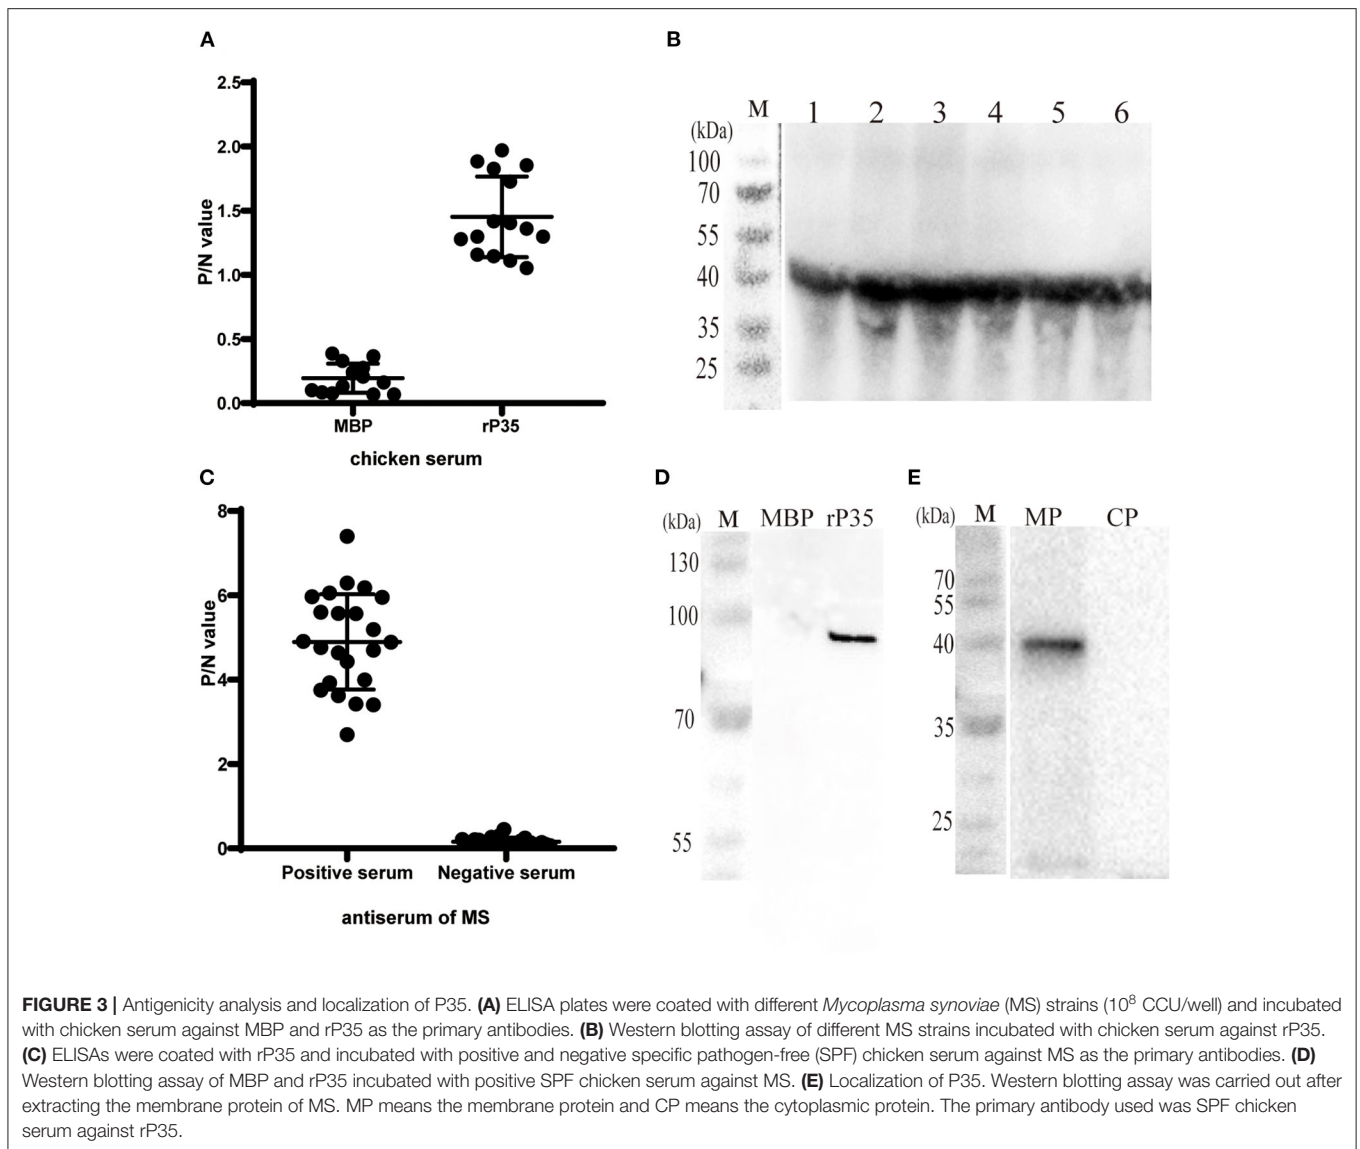 A
2.5
2.0
1.5
1.0
0.5
0.0
P/N value
MBP rP35
chicken serum
B
M 1 2 3 4 5 6
(kDa)
100
70
55
40
35
25
C
8
6
4
2
0
P/N value
Positive serum Negative serum
antiserum of MS
D
(kDa) M MBP rP35
130
100
70
55
E
(kDa) M MP CP
70
55
40
35
25
FIGURE 3 | Antigenicity analysis and localization of P35. (A) ELISA plates were coated with different Mycoplasma synoviae (MS) strains (10⁸ CCU/well) and incubated
with chicken serum against MBP and rP35 as the primary antibodies. (B) Western blotting assay of different MS strains incubated with chicken serum against rP35.
(C) ELISAs were coated with rP35 and incubated with positive and negative specific pathogen-free (SPF) chicken serum against MS as the primary antibodies. (D)
Western blotting assay of MBP and rP35 incubated with positive SPF chicken serum against MS. (E) Localization of P35. Western blotting assay was carried out after
extracting the membrane protein of MS. MP means the membrane protein and CP means the cytoplasmic protein. The primary antibody used was SPF chicken
serum against rP35.